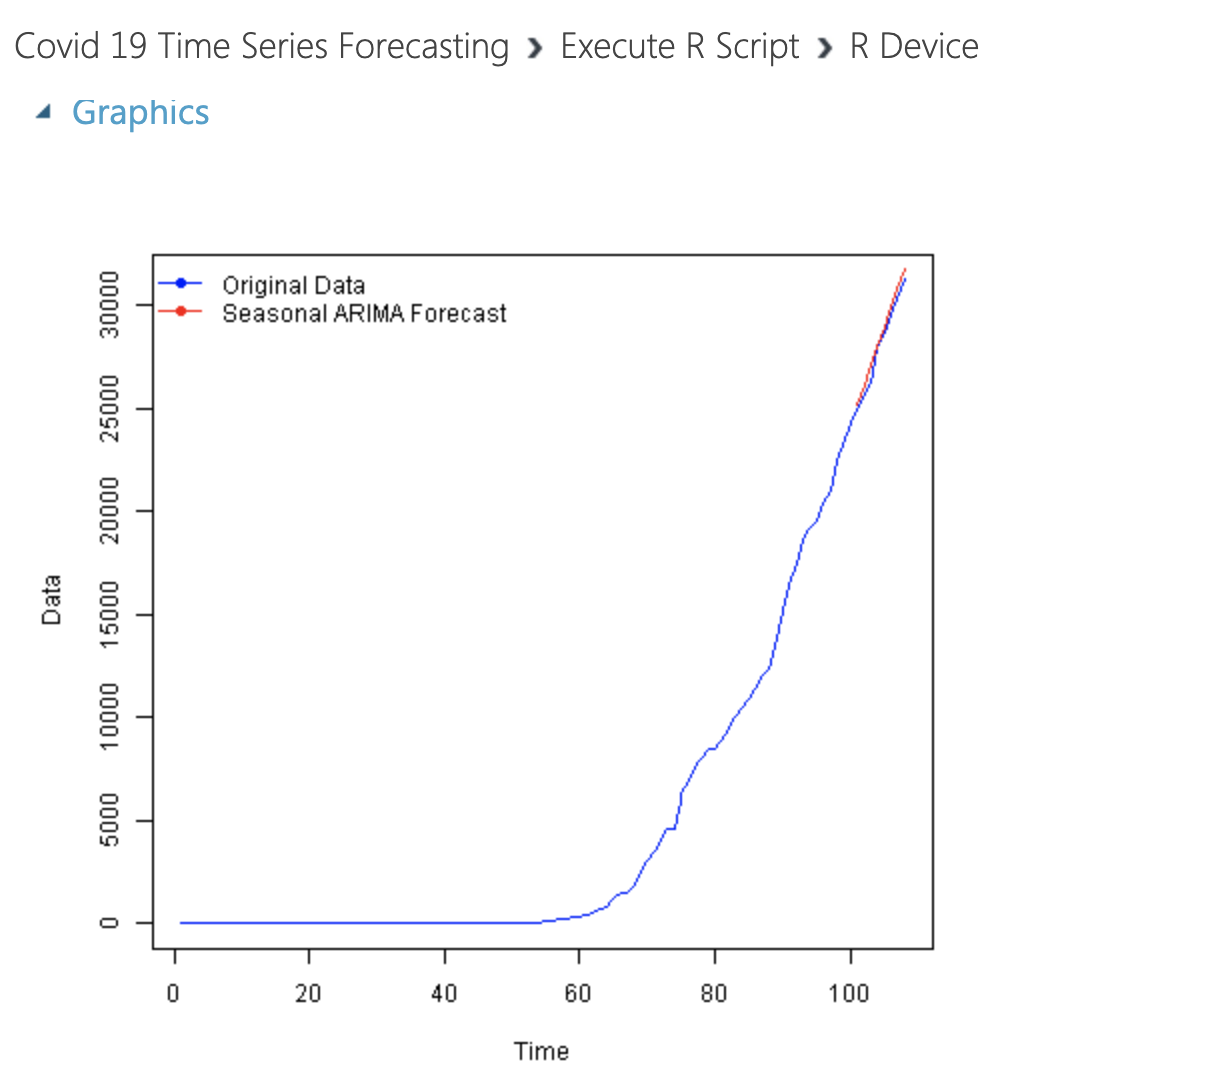 Covid 19 Time Series Forecasting › Execute R Script › R Device
Graphics
Original Data
Seasonal ARIMA Forecast
30000
25000
20000
15000
10000
5000
0
Data
0 20 40 60 80 100
Time